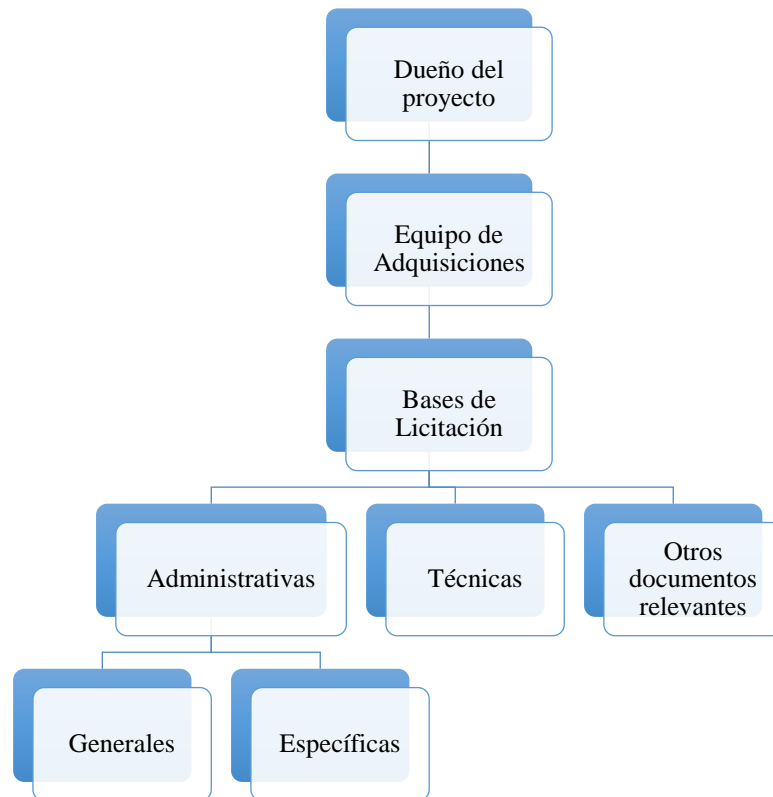 Dueño del
proyecto
Equipo de
Adquisiciones
Bases de
Licitación
Administrativas
Técnicas
Otros
documentos
relevantes
Generales
Específicas